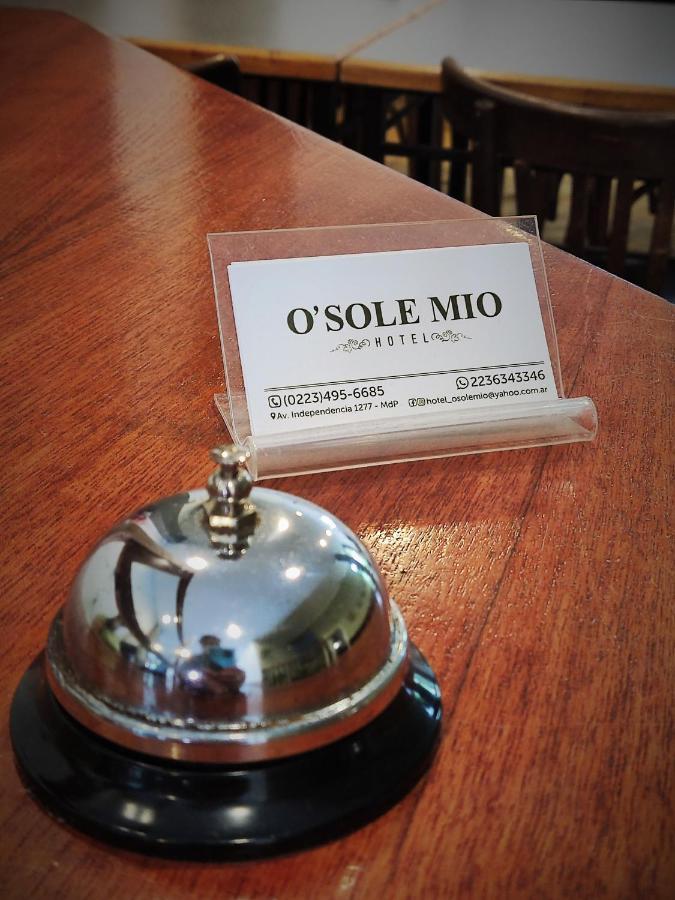 O'SOLE MIO
HOTEL
(0223)495-6685
2236343346
Av. Independencia 1277 - MdP
hotel_osolemio@yahoo.com.ar